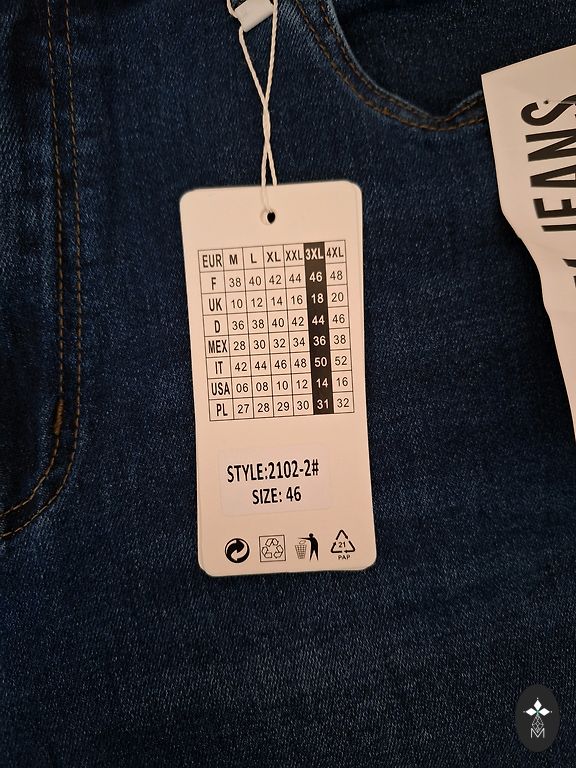 EUR M L XL XXL 3XL 4XL
F 38 40 42 44 46 48
UK 10 12 14 16 18 20
D 36 38 40 42 44 46
MEX 28 30 32 34 36 38
IT 42 44 46 48 50 52
USA 06 08 10 12 14 16
PL 27 28 29 30 31 32
STYLE:2102-2#
SIZE: 46
21
PAP
JEANS
M